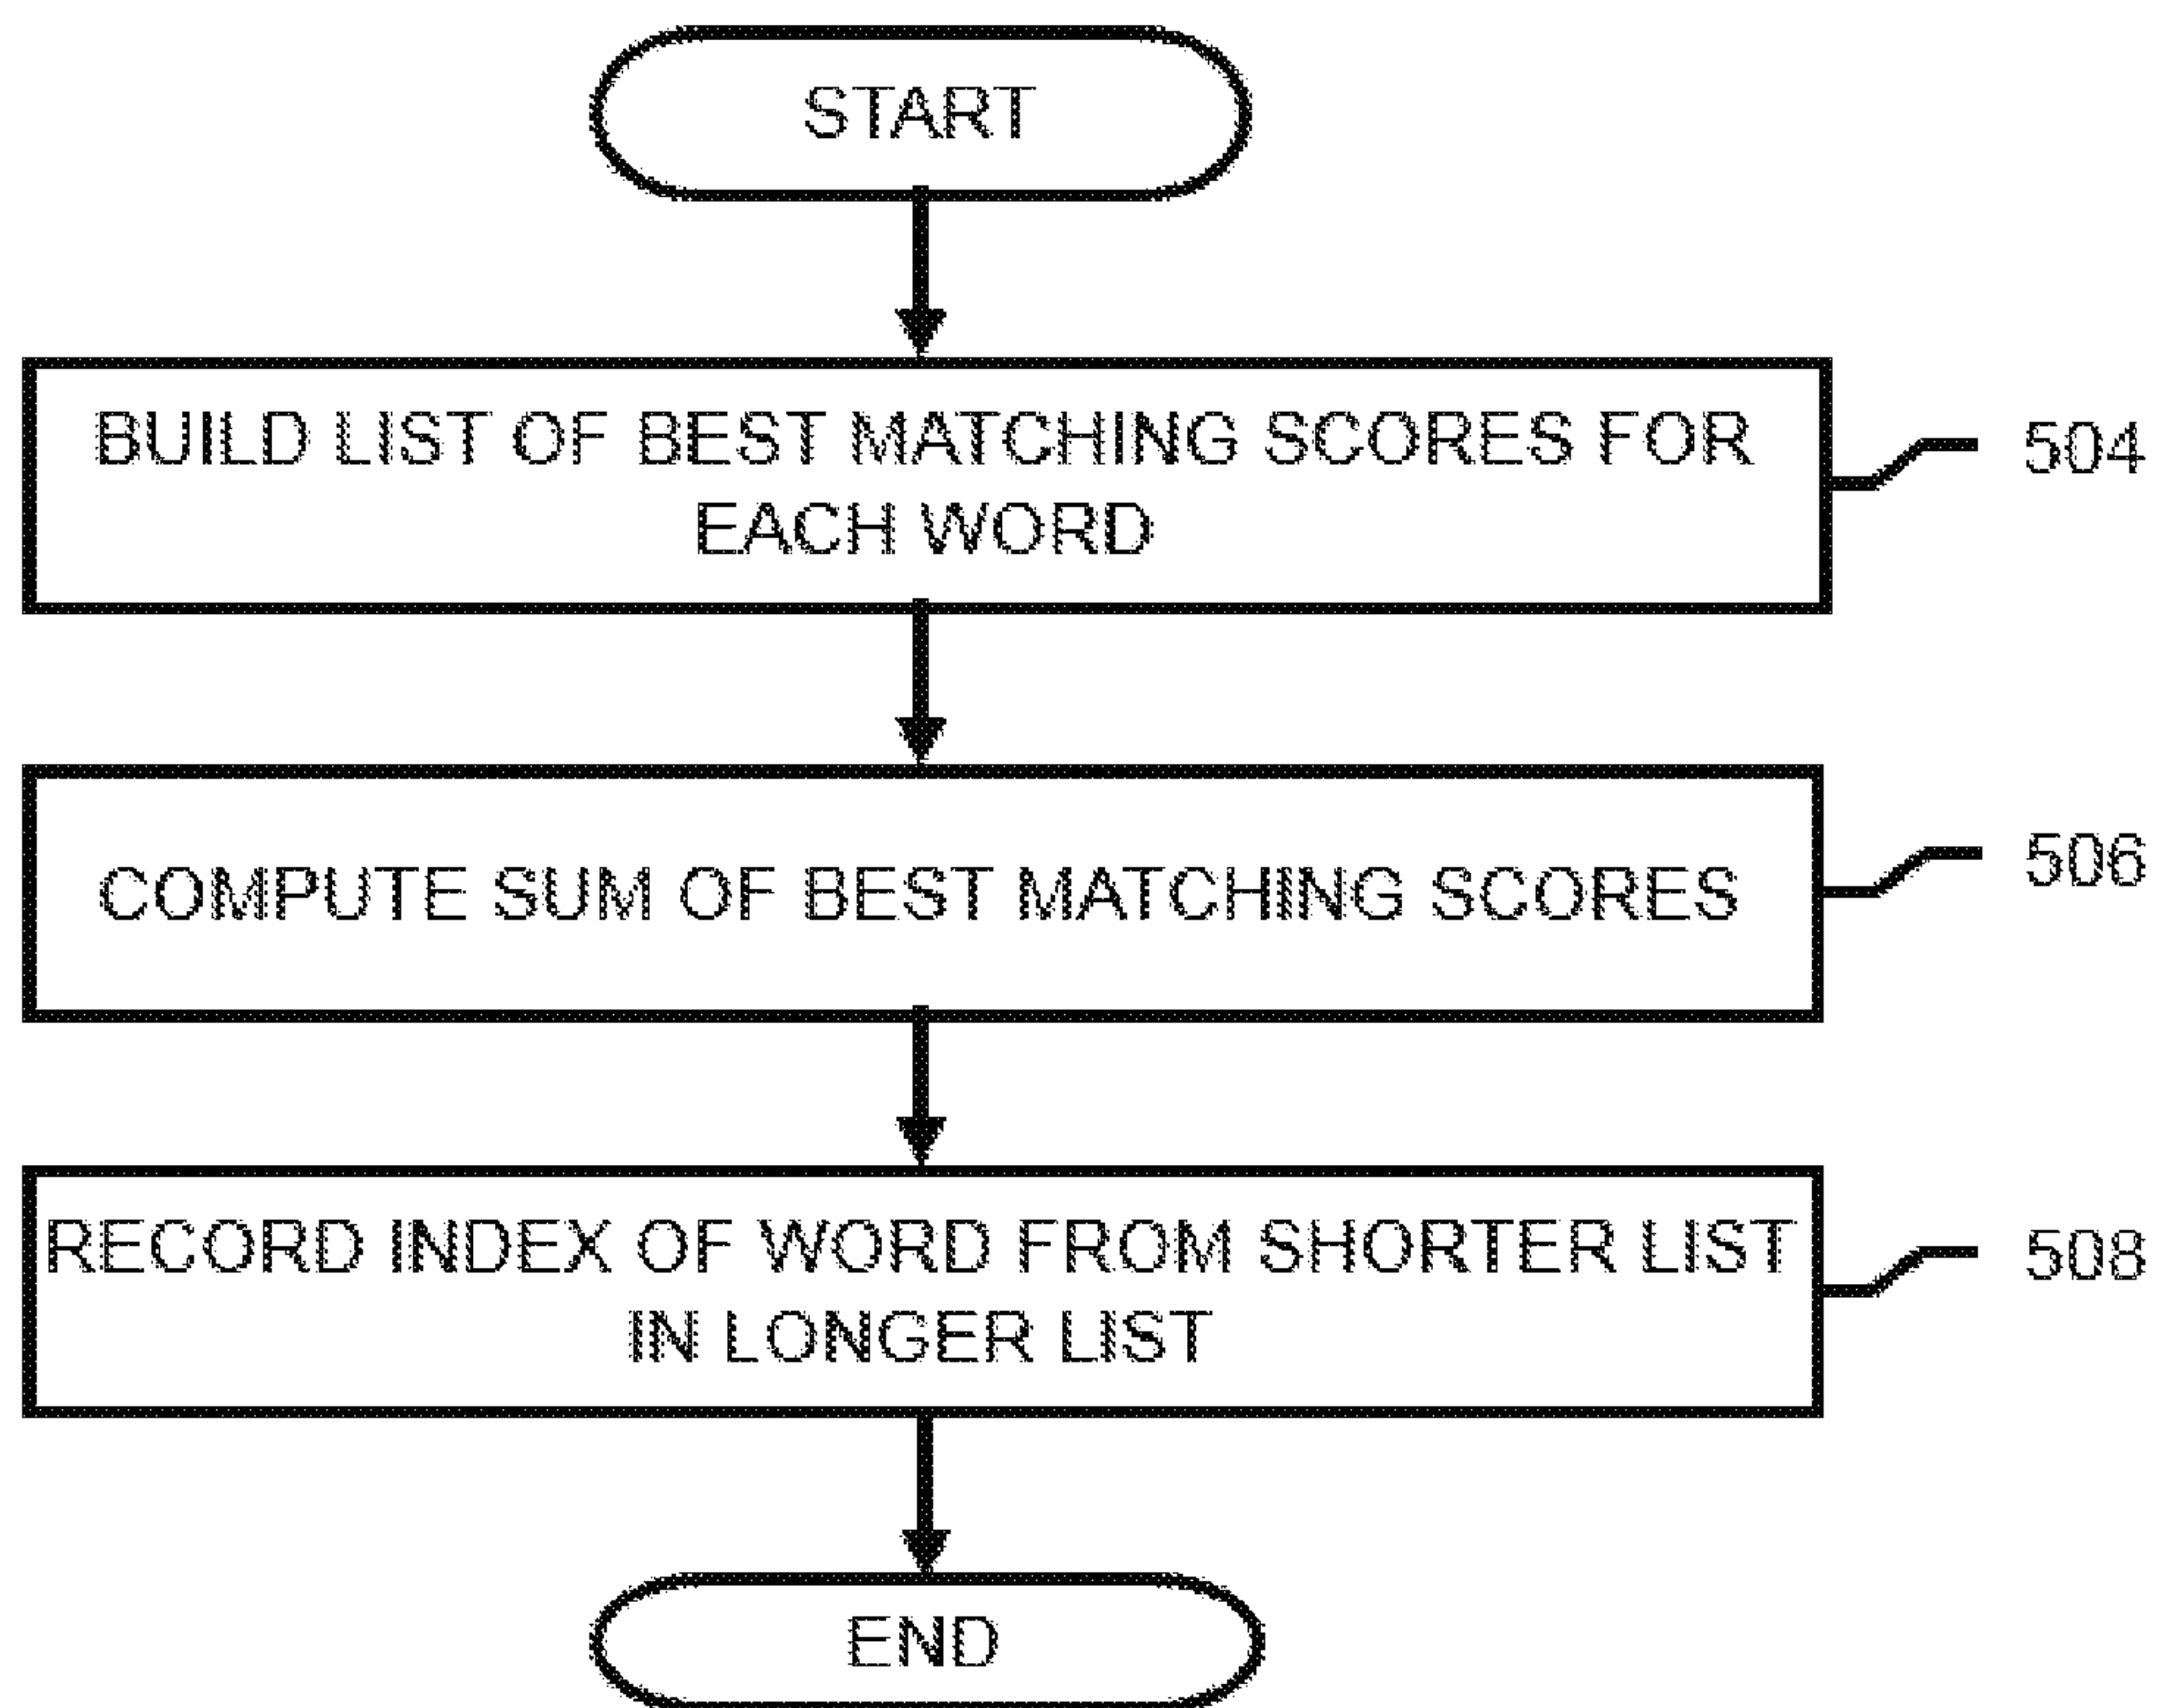 START
BUILD LIST OF BEST MATCHING SCORES FOR
EACH WORD
504
COMPUTE SUM OF BEST MATCHING SCORES
506
RECORD INDEX OF WORD FROM SHORTER LIST
IN LONGER LIST
508
END